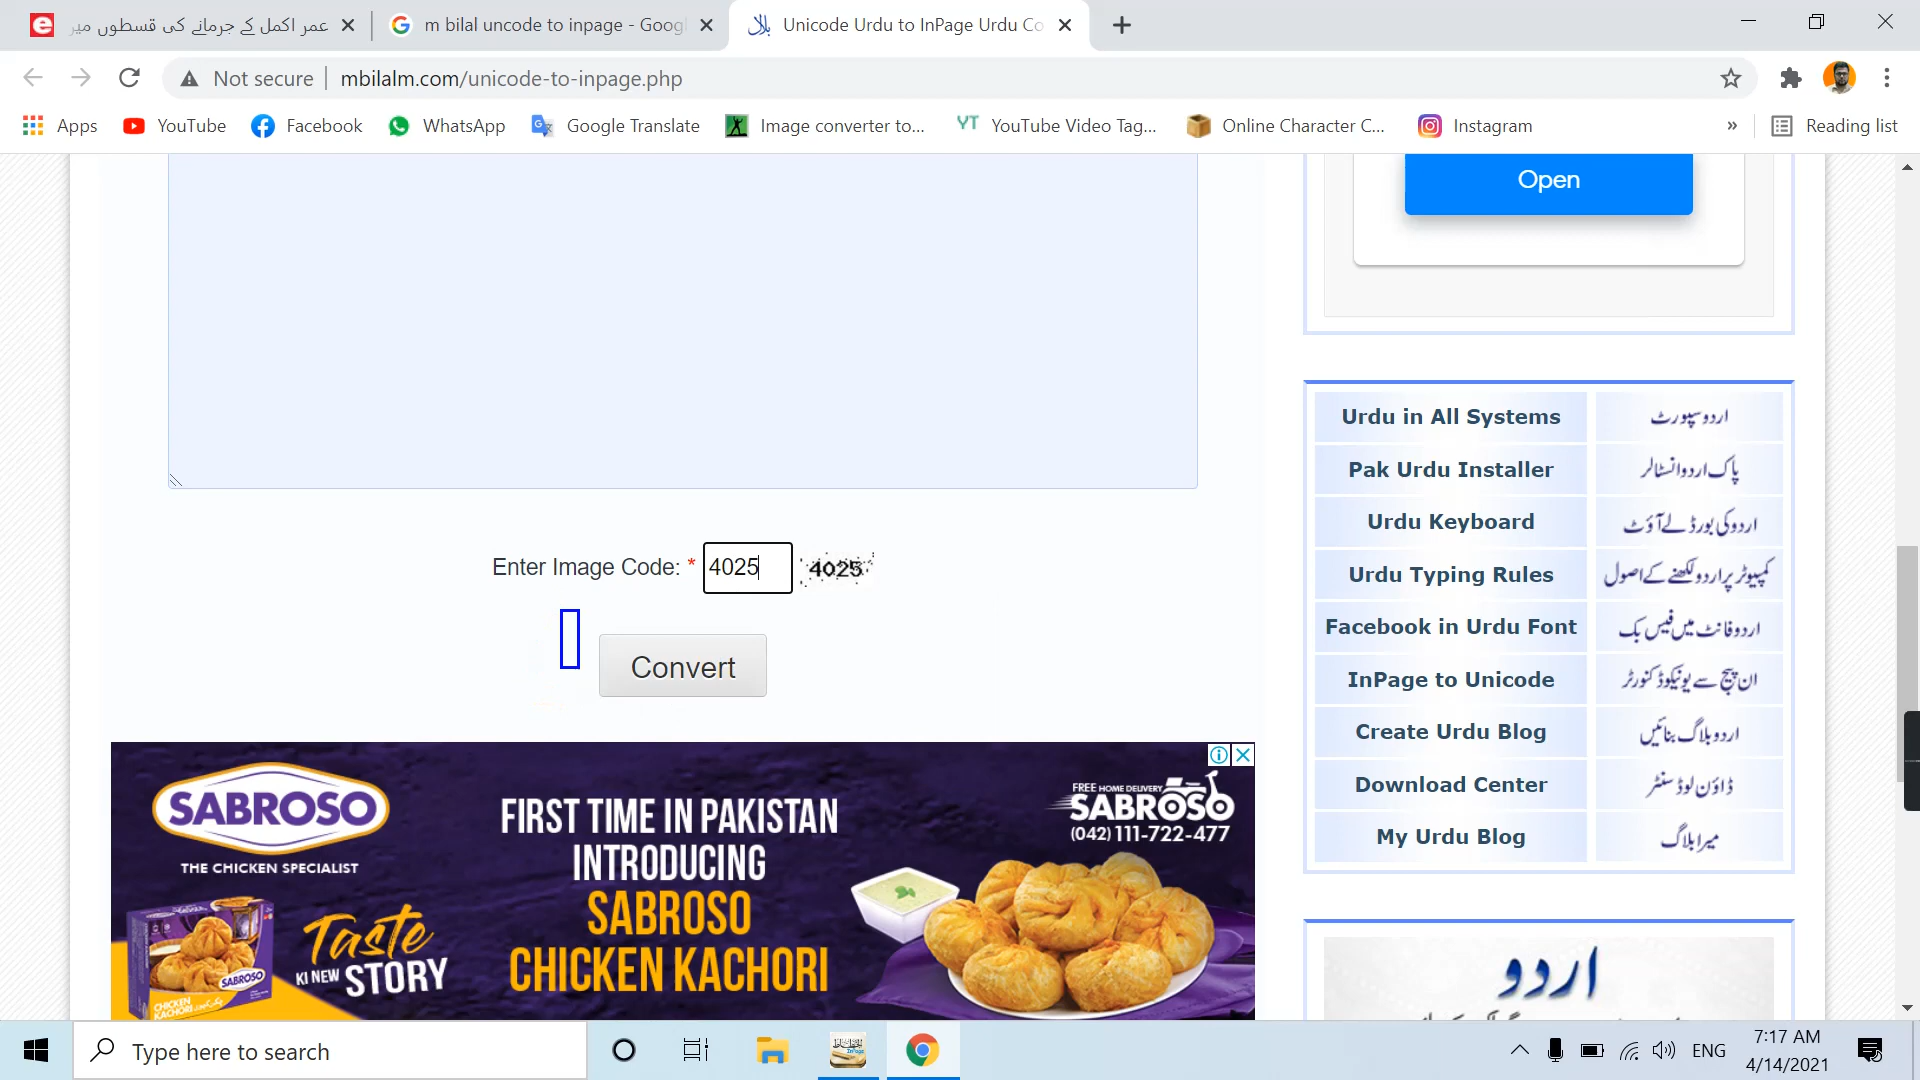 عمر اکمل کے جرمانے کی قسطوں میر
m bilal uncode to inpage - Googl
Unicode Urdu to InPage Urdu Co
Not secure
mbilalm.com/unicode-to-inpage.php
Apps
YouTube
Facebook
WhatsApp
Google Translate
Image converter to...
YT
YouTube Video Tag...
Online Character C...
Instagram
»
Reading list
Open
Urdu in All Systems
اردو سپورٹ
Pak Urdu Installer
پاک اردو انسٹالر
Urdu Keyboard
اردو کی بورڈ لے آؤٹ
Urdu Typing Rules
کمپیوٹر پر اردو لکھنے کے اصول
Facebook in Urdu Font
اردو فانٹ میں فیس بک
InPage to Unicode
ان پیج سے یونیکوڈ کنورٹر
Create Urdu Blog
اردو بلاگ بنائیں
Download Center
ڈاؤن لوڈ سنٹر
My Urdu Blog
میرا بلاگ
Enter Image Code: * 4025 4025
Convert
SABROSO
THE CHICKEN SPECIALIST
Taste
KI NEW STORY
SABROSO
CHICKEN KACHORI
FIRST TIME IN PAKISTAN
INTRODUCING
SABROSO
CHICKEN KACHORI
FREE HOME DELIVERY
SABROSO
(042) 111-722-477
اردو
Type here to search
ENG
7:17 AM
4/14/2021